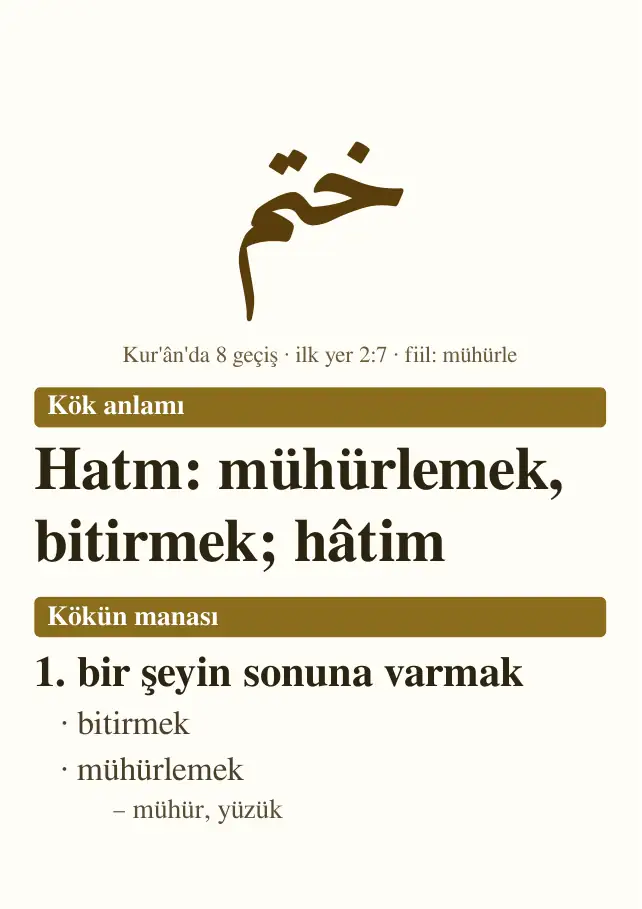 ختم
Kur'ân'da 8 geçiş · ilk yer 2:7 · fiil: mühürle
Kök anlamı
Hatm: mühürlemek,
bitirmek; hâtim
Kökün manası
1. bir şeyin sonuna varmak
· bitirmek
· mühürlemek
– mühür, yüzük